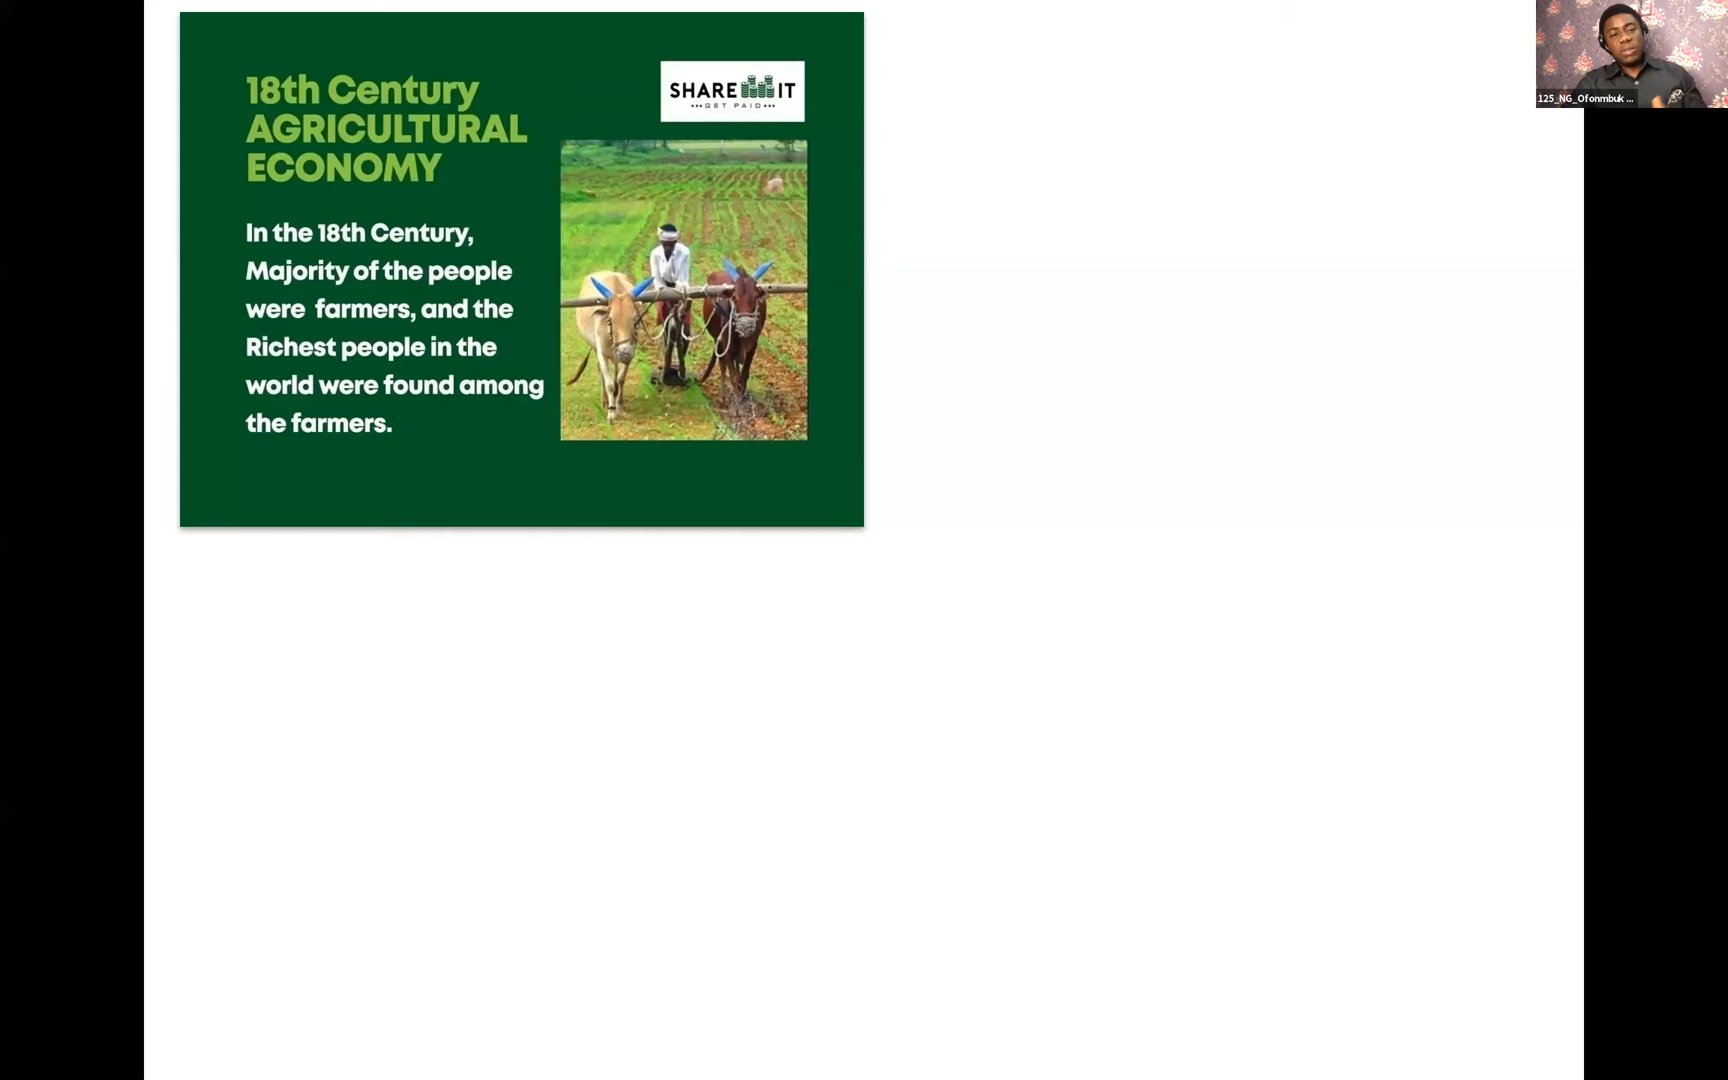 18th Century
AGRICULTURAL
ECONOMY
SHARE IT
GET PAID
In the 18th Century,
Majority of the people
were farmers, and the
Richest people in the
world were found among
the farmers.
125_NG_Ofonmbuk ...